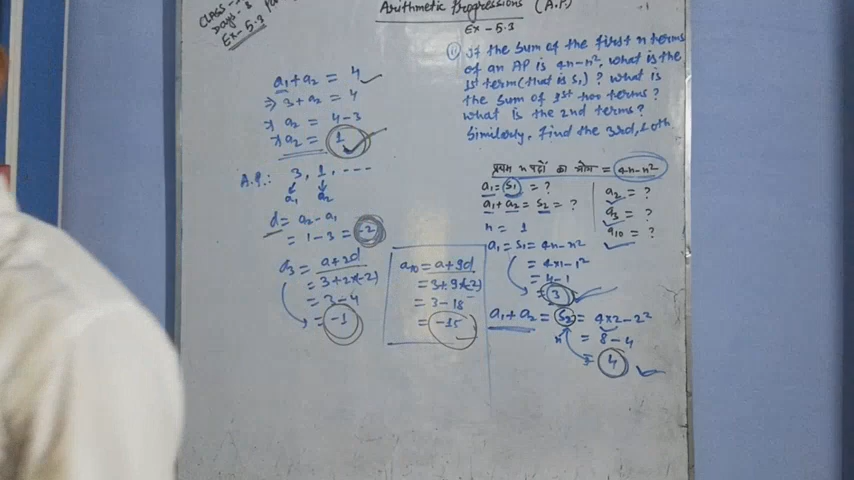 CLASS-
Days-3
Ex-5.3
Arithmetic Progressions (A.P.)
Ex-5.3
(11) If the sum of the first n terms
of an AP is 4n-n², what is the
1st term (that is S₁)? What is
the sum of 1st two terms?
What is the 2nd terms?
Similarly, Find the 3rd, 10th
प्रथम n पदों का योग = 4n-n²
a₁ = S₁ = ?
a₁ + a₂ = S₂ = ?
n = 1
a₂ = ?
a₃ = ?
a₁₀ = ?
a₁ = S₁ = 4n-n²
= 4×1-1²
= 4-1
= 3
a₁ + a₂ = S₂ = 4×2-2²
= 8-4
= 4
a₁ + a₂ = 4
⇒ 3 + a₂ = 4
⇒ a₂ = 4-3
⇒ a₂ = 1
A.P.: 3, 1, ----
a₁ a₂
d = a₂-a₁
= 1-3 = -2
a₃ = a+2d
= 3+2×(-2)
= 3-4
= -1
a₁₀ = a+9d
= 3+9×(-2)
= 3-18
= -15